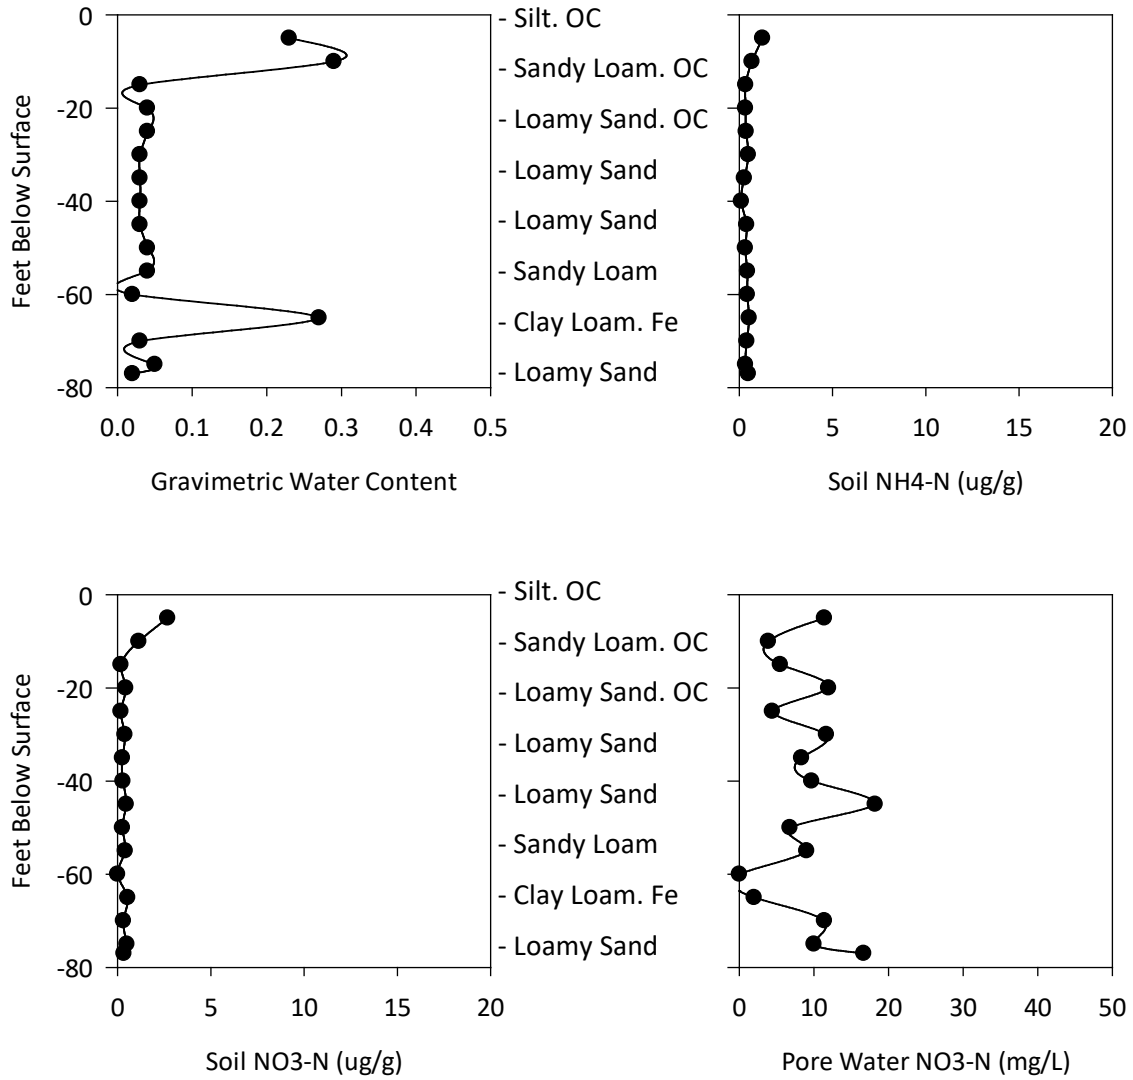 0
-20
-40
-60
-80
Feet Below Surface
0.0 0.1 0.2 0.3 0.4 0.5
Gravimetric Water Content
- Silt. OC
- Sandy Loam. OC
- Loamy Sand. OC
- Loamy Sand
- Loamy Sand
- Sandy Loam
- Clay Loam. Fe
- Loamy Sand
0 5 10 15 20
Soil NH4-N (ug/g)
0
-20
-40
-60
-80
Feet Below Surface
0 5 10 15 20
Soil NO3-N (ug/g)
- Silt. OC
- Sandy Loam. OC
- Loamy Sand. OC
- Loamy Sand
- Loamy Sand
- Sandy Loam
- Clay Loam. Fe
- Loamy Sand
0 10 20 30 40 50
Pore Water NO3-N (mg/L)